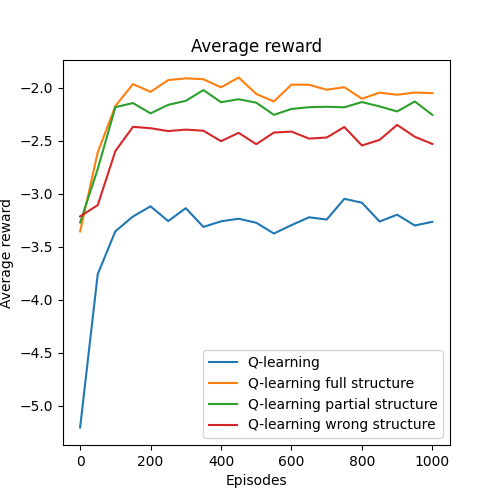 Average reward
Average reward
−2.0
−2.5
−3.0
−3.5
−4.0
−4.5
−5.0
0 200 400 600 800 1000
Episodes
Q-learning
Q-learning full structure
Q-learning partial structure
Q-learning wrong structure